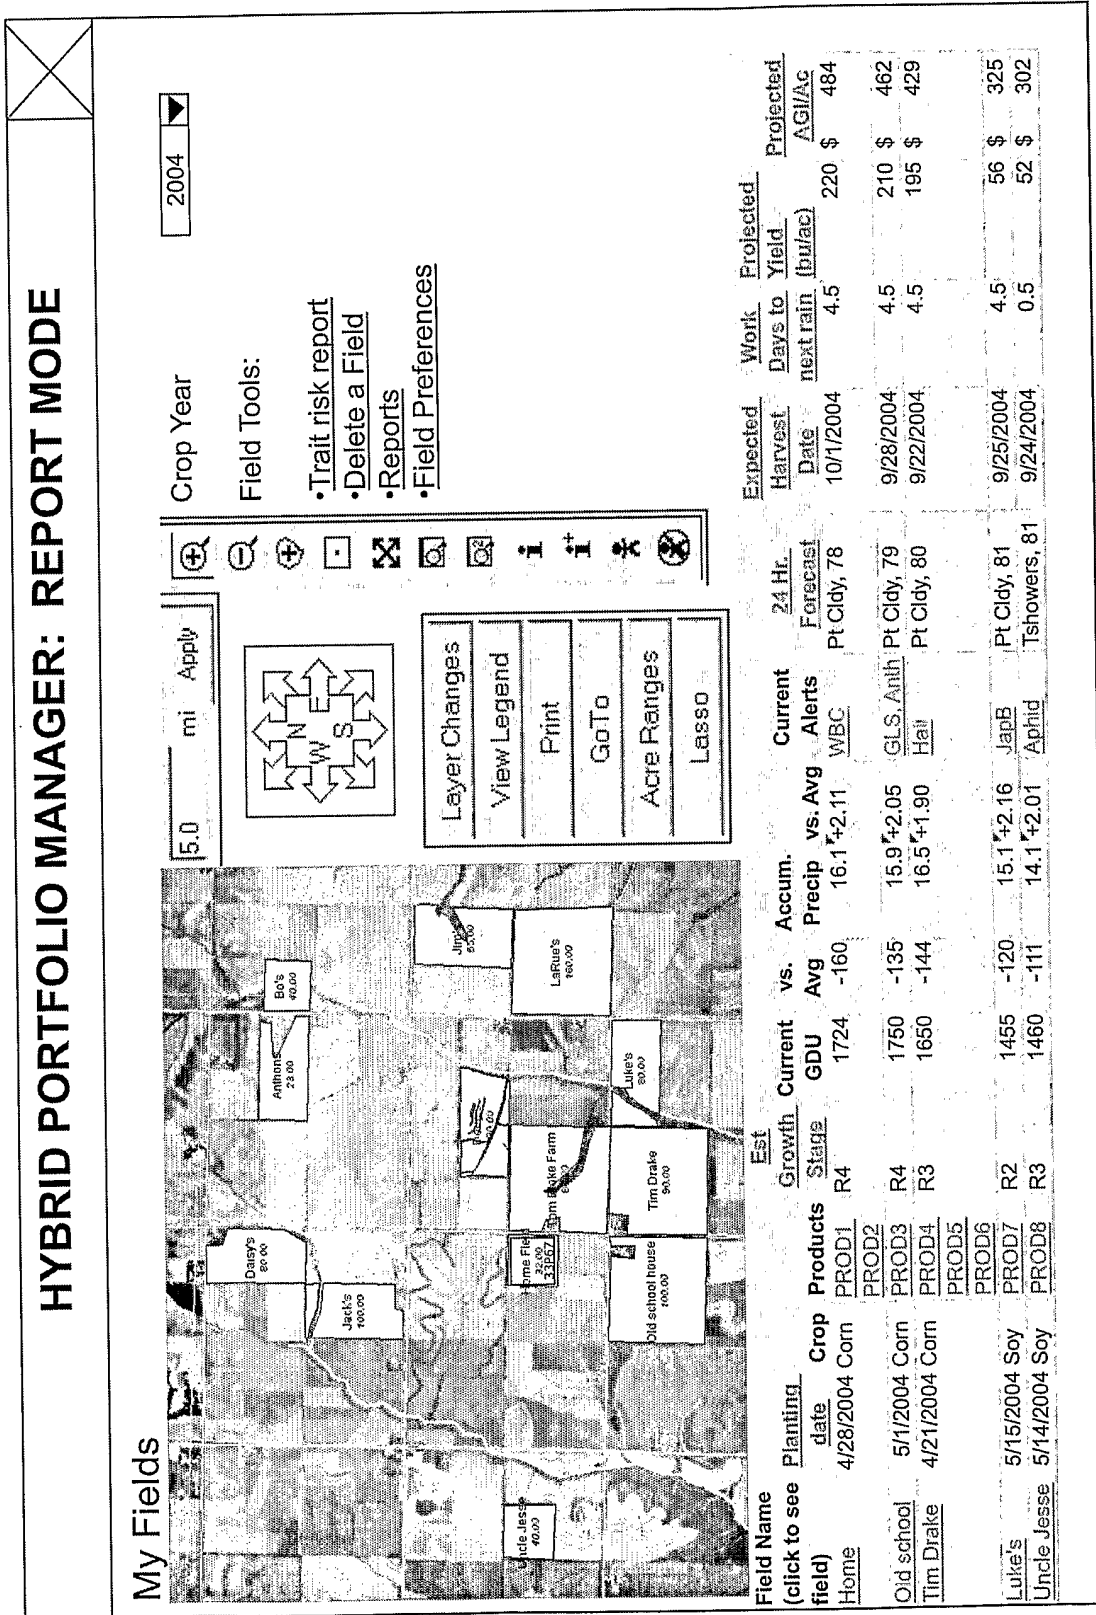 HYBRID PORTFOLIO MANAGER: REPORT MODE
My Fields
5.0 mi Apply
Crop Year 2004
Field Tools:
•Trait risk report
•Delete a Field
•Reports
•Field Preferences
N
W E
S
Layer Changes
View Legend
Print
GoTo
Acre Ranges
Lasso
Daisy's
80.00
Jack's
100.00
Anthons
23.00
Bo's
40.00
Jim's
65.00
LaRue's
160.00
Luke's
80.00
Tim Drake
90.00
Old school house
100.00
Home Fie
32.00
33P67
Farm
Uncle Jesse
40.00
Field Name (click to see field) Planting date Crop Products Est Growth Stage Current GDU vs. Avg Accum. Precip vs. Avg Current Alerts 24 Hr. Forecast Expected Harvest Date Work Days to next rain Projected Yield (bu/ac) Projected AGI/Ac
Home 4/28/2004 Corn PROD1 R4 1724 -160 16.1 +2.11 WBC Pt Cldy, 78 10/1/2004 4.5 220 $ 484
PROD2
Old school 5/1/2004 Corn PROD3 R4 1750 -135 15.9 +2.05 GLS, Anth Pt Cldy, 79 9/28/2004 4.5 210 $ 462
Tim Drake 4/21/2004 Corn PROD4 R3 1650 -144 16.5 +1.90 Hail Pt Cldy, 80 9/22/2004 4.5 195 $ 429
PROD5
PROD6
Luke's 5/15/2004 Soy PROD7 R2 1455 -120 15.1 +2.16 JapB Pt Cldy, 81 9/25/2004 4.5 56 $ 325
Uncle Jesse 5/14/2004 Soy PROD8 R3 1460 -111 14.1 +2.01 Aphid Tshowers, 81 9/24/2004 0.5 52 $ 302